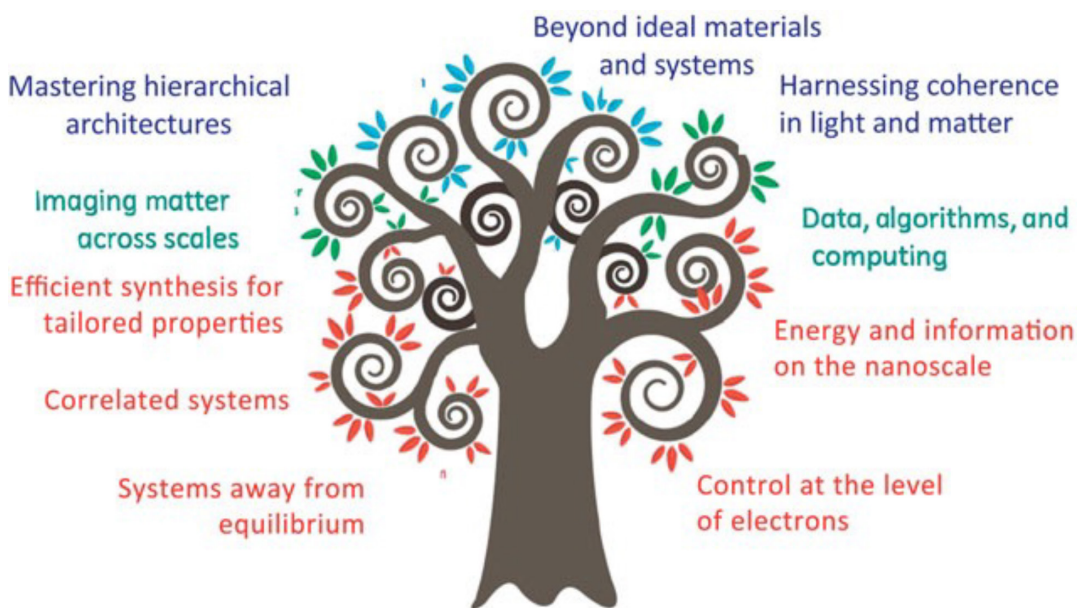 Beyond ideal materials
and systems
Mastering hierarchical
architectures
Harnessing coherence
in light and matter
Imaging matter
across scales
Data, algorithms, and
computing
Efficient synthesis for
tailored properties
Energy and information
on the nanoscale
Correlated systems
Systems away from
equilibrium
Control at the level
of electrons